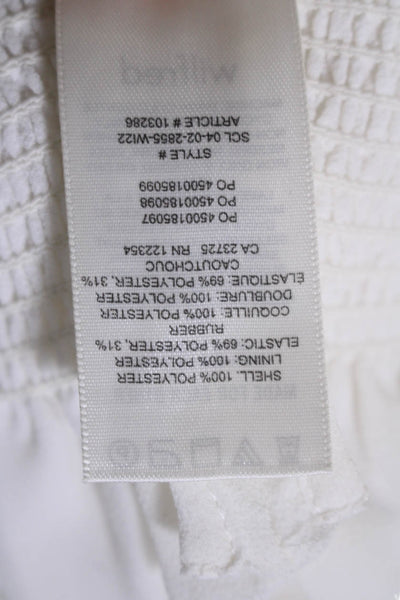 SHELL: 100% POLYESTER
LINING: 100% POLYESTER
ELASTIC: 69% POLYESTER, 31%
RUBBER
COQUILLE: 100% POLYESTER
DOUBLURE: 100% POLYESTER
ÉLASTIQUE: 69% POLYESTER, 31%
CAOUTCHOUC
CA 23725 RN 122354
PO 4500185097
PO 4500185098
PO 4500185099
STYLE#
SCL 04-02-2855-WI22
ARTICLE # 103286
wilfred